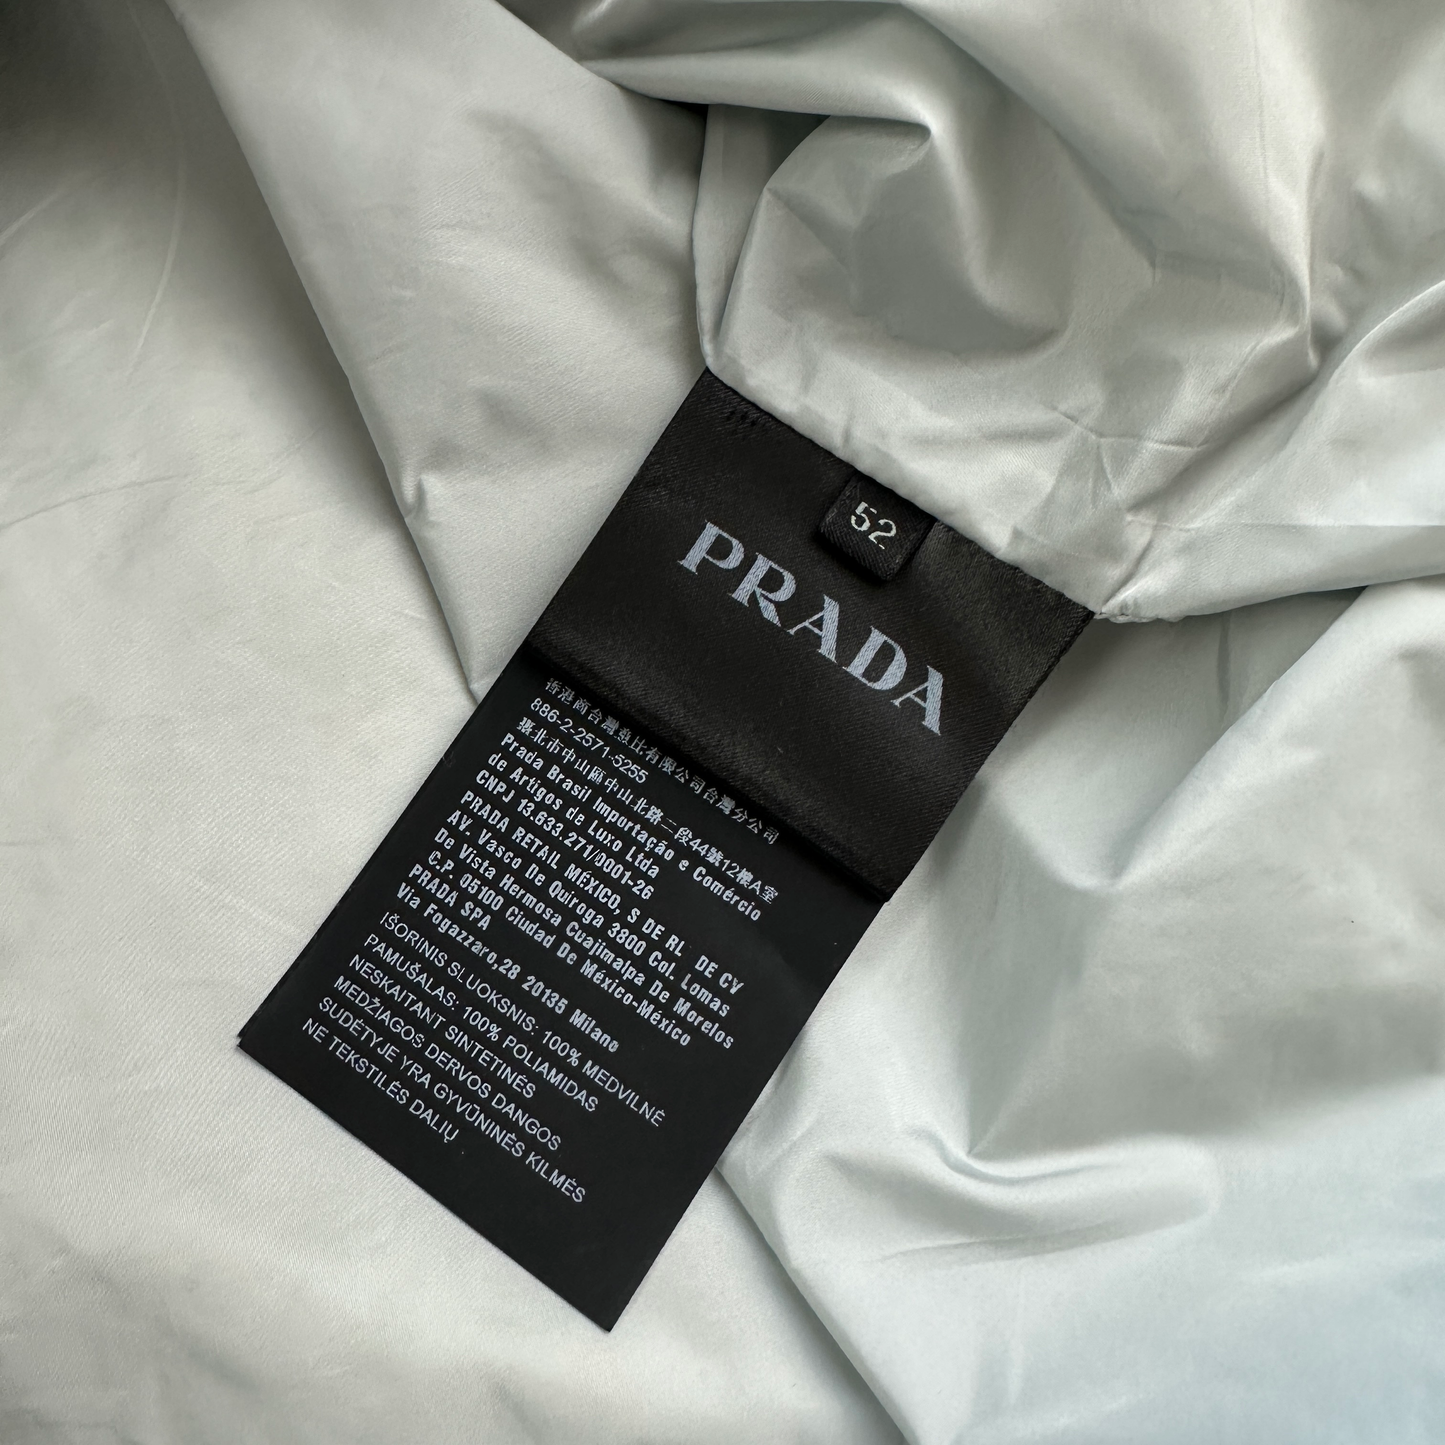 52
PRADA
香港商台灣普比有限公司台灣分公司
886-2-2571-5255
臺北市中山區中山北路二段44號12樓A室
Prada Brasil Importação e Comércio
de Artigos de Luxo Ltda
CNPJ 13.633.271/0001-26
PRADA RETAIL MÉXICO, S DE RL DE CV
AV. Vasco De Quiroga 3800 Col. Lomas
De Vista Hermosa Cuajimalpa De Morelos
C.P. 05100 Ciudad De México-México
PRADA SPA
Via Fogazzaro,28 20135 Milano
IŠORINIS SLUOKSNIS: 100% MEDVILNĖ
PAMUŠALAS: 100% POLIAMIDAS
NESKAITANT SINTETINĖS
MEDŽIAGOS DERVOS DANGOS
SUDĖTYJE YRA GYVŪNINĖS KILMĖS
NE TEKSTILĖS DALIŲ